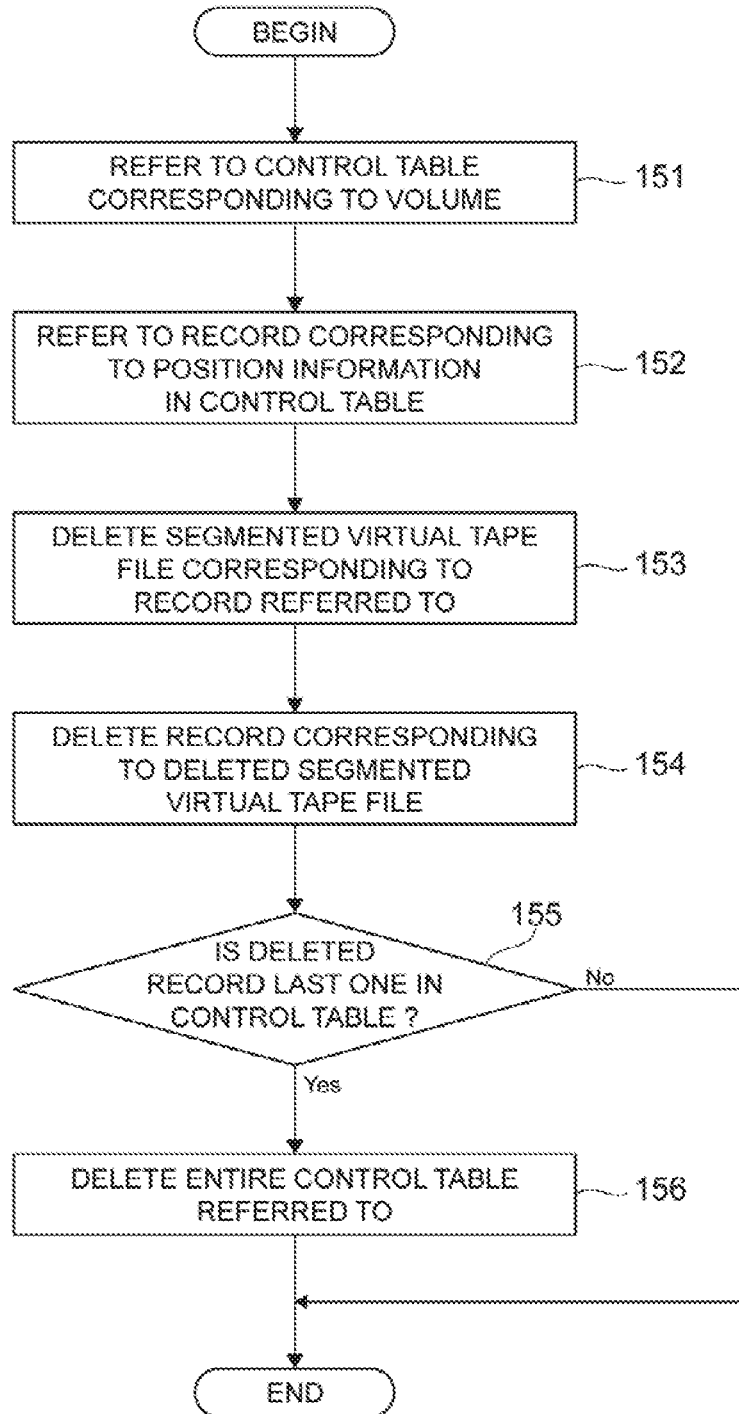 BEGIN
REFER TO CONTROL TABLE
CORRESPONDING TO VOLUME
151
REFER TO RECORD CORRESPONDING
TO POSITION INFORMATION
IN CONTROL TABLE
152
DELETE SEGMENTED VIRTUAL TAPE
FILE CORRESPONDING TO
RECORD REFERRED TO
153
DELETE RECORD CORRESPONDING
TO DELETED SEGMENTED
VIRTUAL TAPE FILE
154
155
IS DELETED
RECORD LAST ONE IN
CONTROL TABLE ?
No
Yes
DELETE ENTIRE CONTROL TABLE
REFERRED TO
156
END